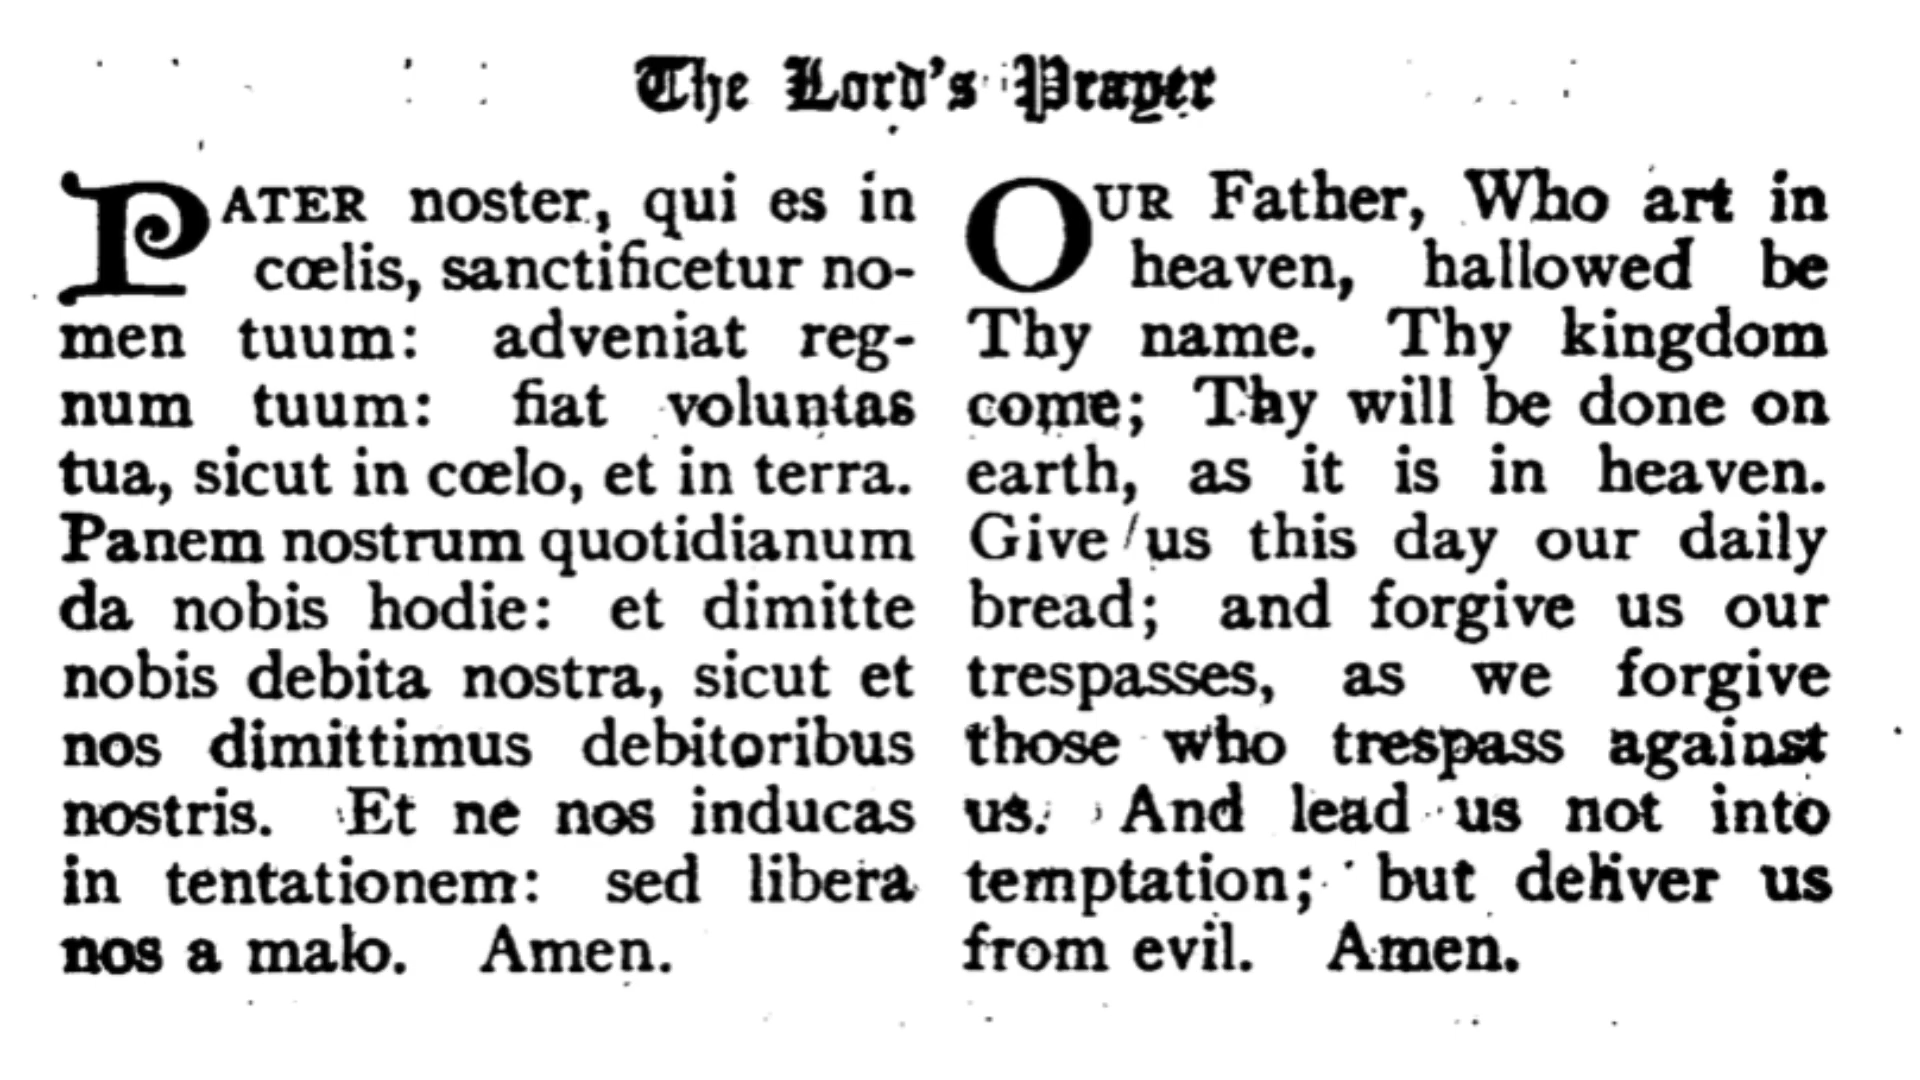 The Lord's Prayer
PATER noster, qui es in
cœlis, sanctificetur no-
men tuum: adveniat reg-
num tuum: fiat voluntas
tua, sicut in cœlo, et in terra.
Panem nostrum quotidianum
da nobis hodie: et dimitte
nobis debita nostra, sicut et
nos dimittimus debitoribus
nostris. Et ne nos inducas
in tentationem: sed libera
nos a malo. Amen.
OUR Father, Who art in
heaven, hallowed be
Thy name. Thy kingdom
come; Thy will be done on
earth, as it is in heaven.
Give us this day our daily
bread; and forgive us our
trespasses, as we forgive
those who trespass against
us. And lead us not into
temptation; but deliver us
from evil. Amen.